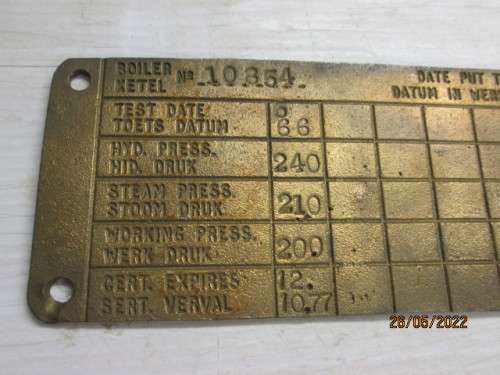 BOILER
KETEL
Nº 10854.
DATE PUT
DATUM IN WER
TEST DATE
TOETS DATUM
6
66
HYD. PRESS.
HID. DRUK
240
STEAM PRESS.
STOOM DRUK
210
WORKING PRESS.
WERK DRUK
200
CERT. EXPIRES
SERT. VERVAL
12.
10.77
26/05/2022